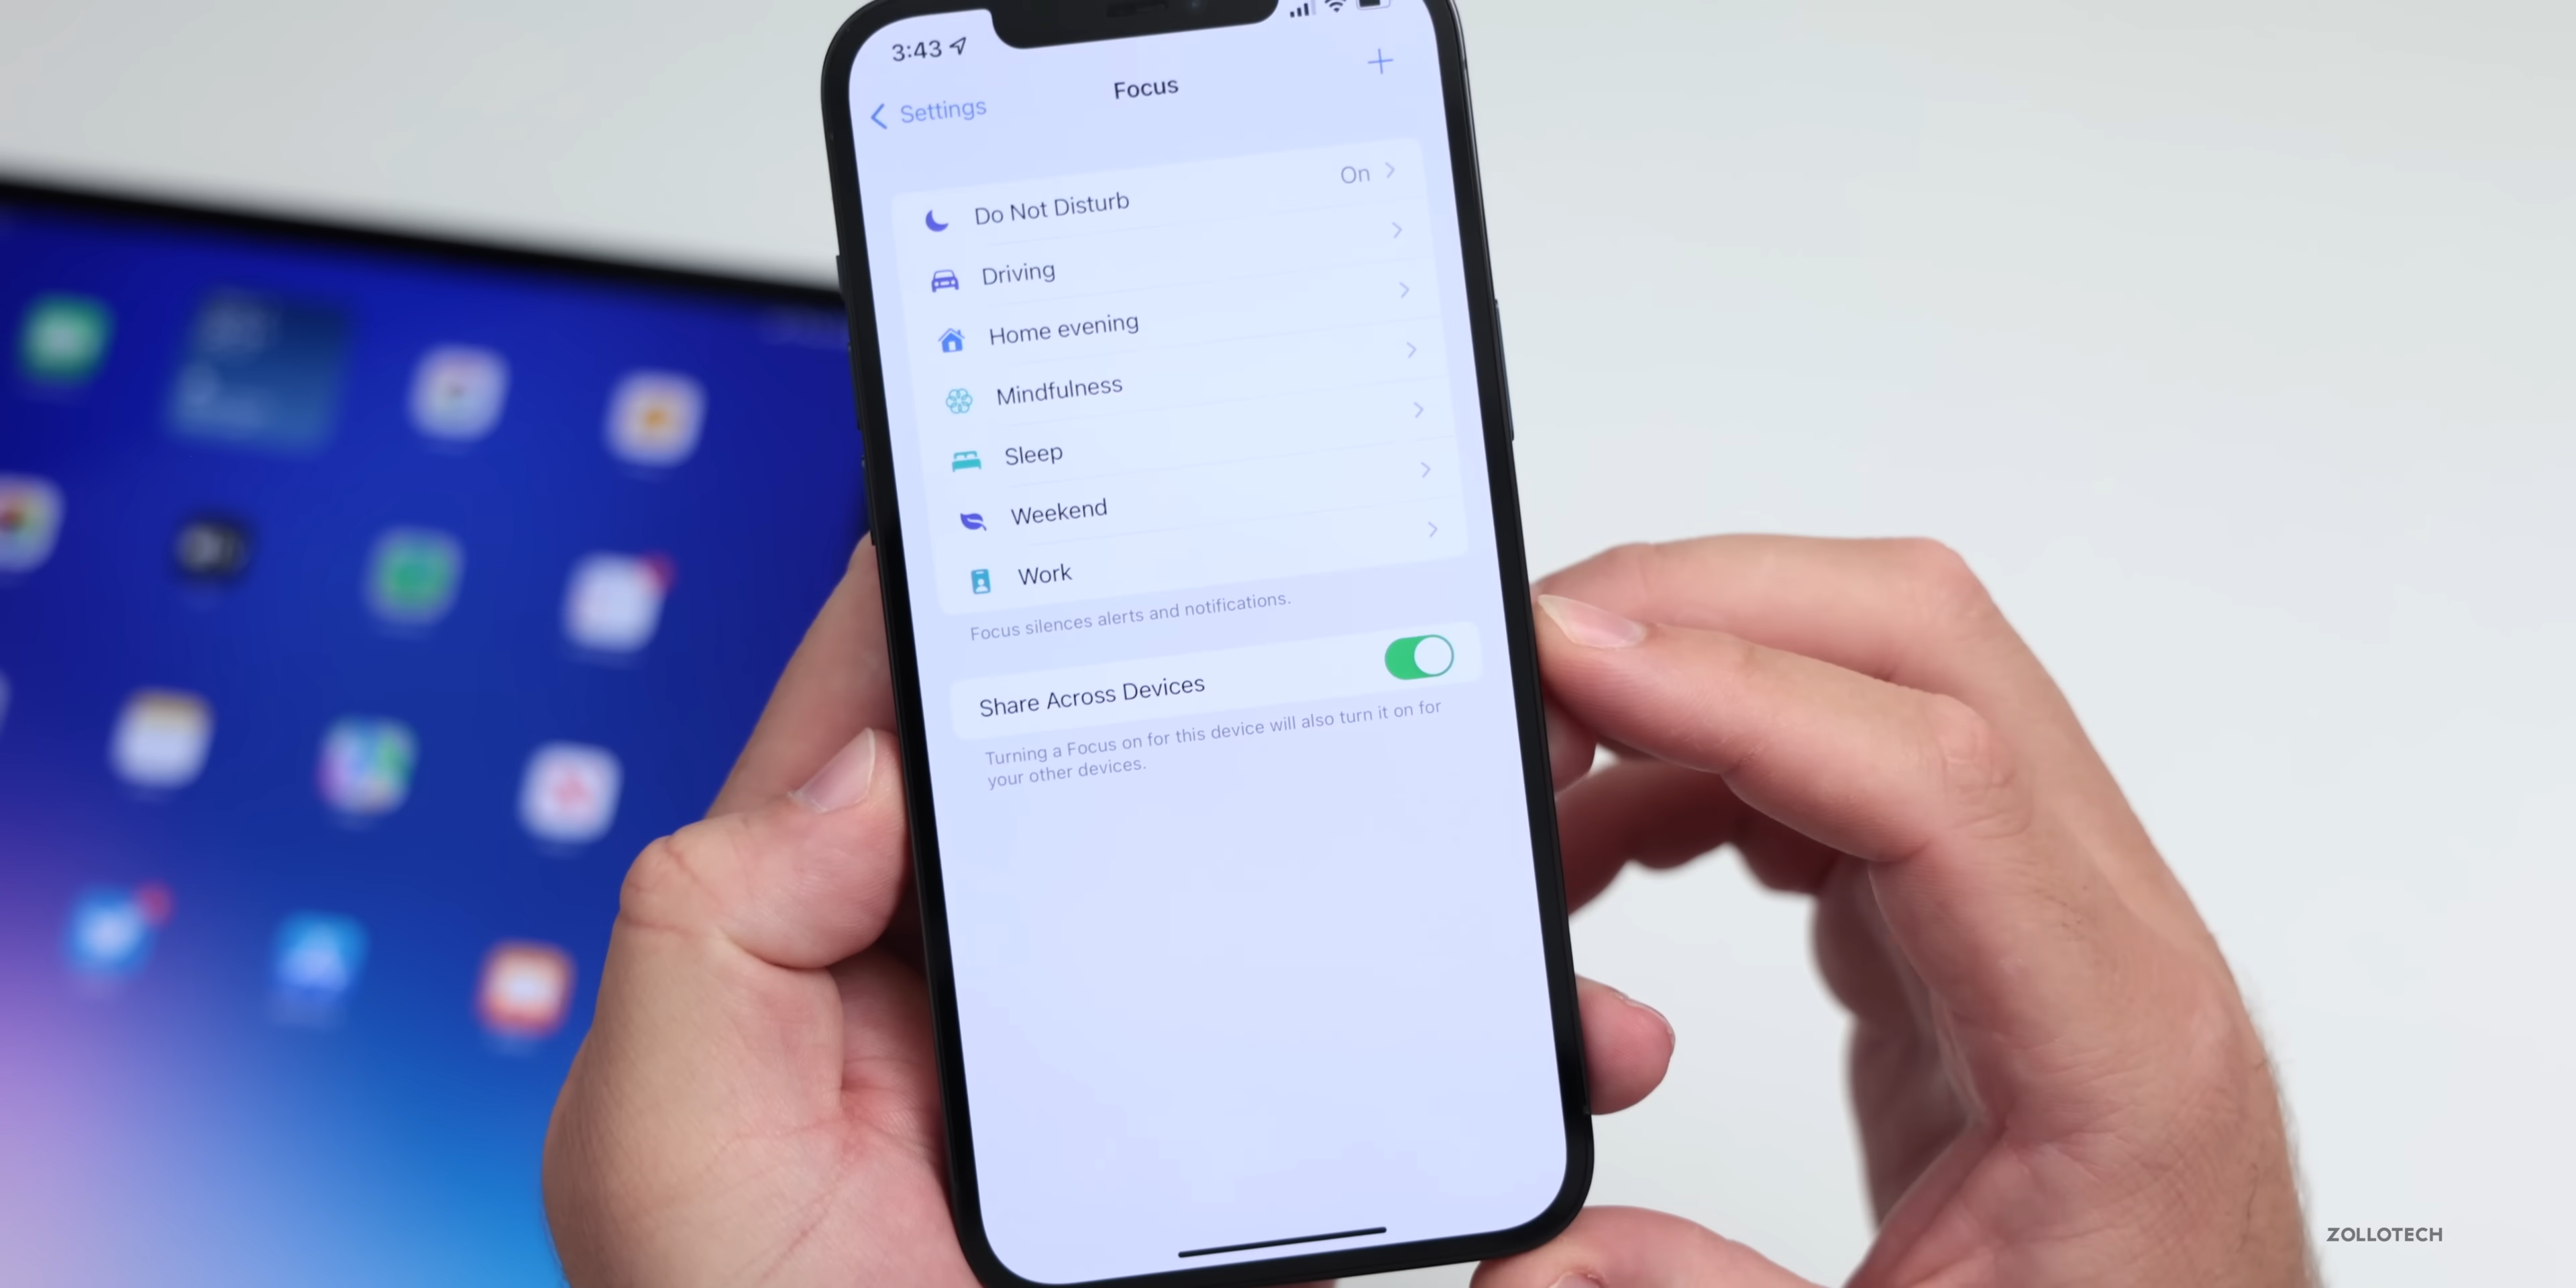 3:43
Settings
Focus
Do Not Disturb
On
Driving
Home evening
Mindfulness
Sleep
Weekend
Work
Focus silences alerts and notifications.
Share Across Devices
Turning a Focus on for this device will also turn it on for
your other devices.
ZOLLOTECH